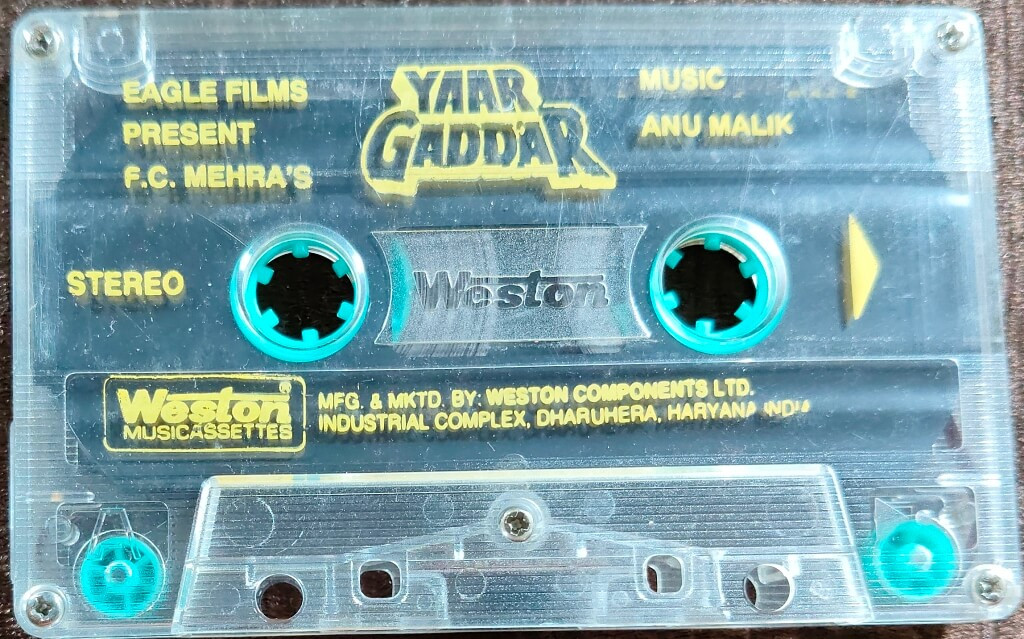 EAGLE FILMS
PRESENT
F.C. MEHRA'S
YAAR
GADDAR
MUSIC
ANU MALIK
STEREO
Weston
Weston®
MUSICASSETTES
MFG. & MKTD. BY: WESTON COMPONENTS LTD.
INDUSTRIAL COMPLEX, DHARUHERA, HARYANA INDIA